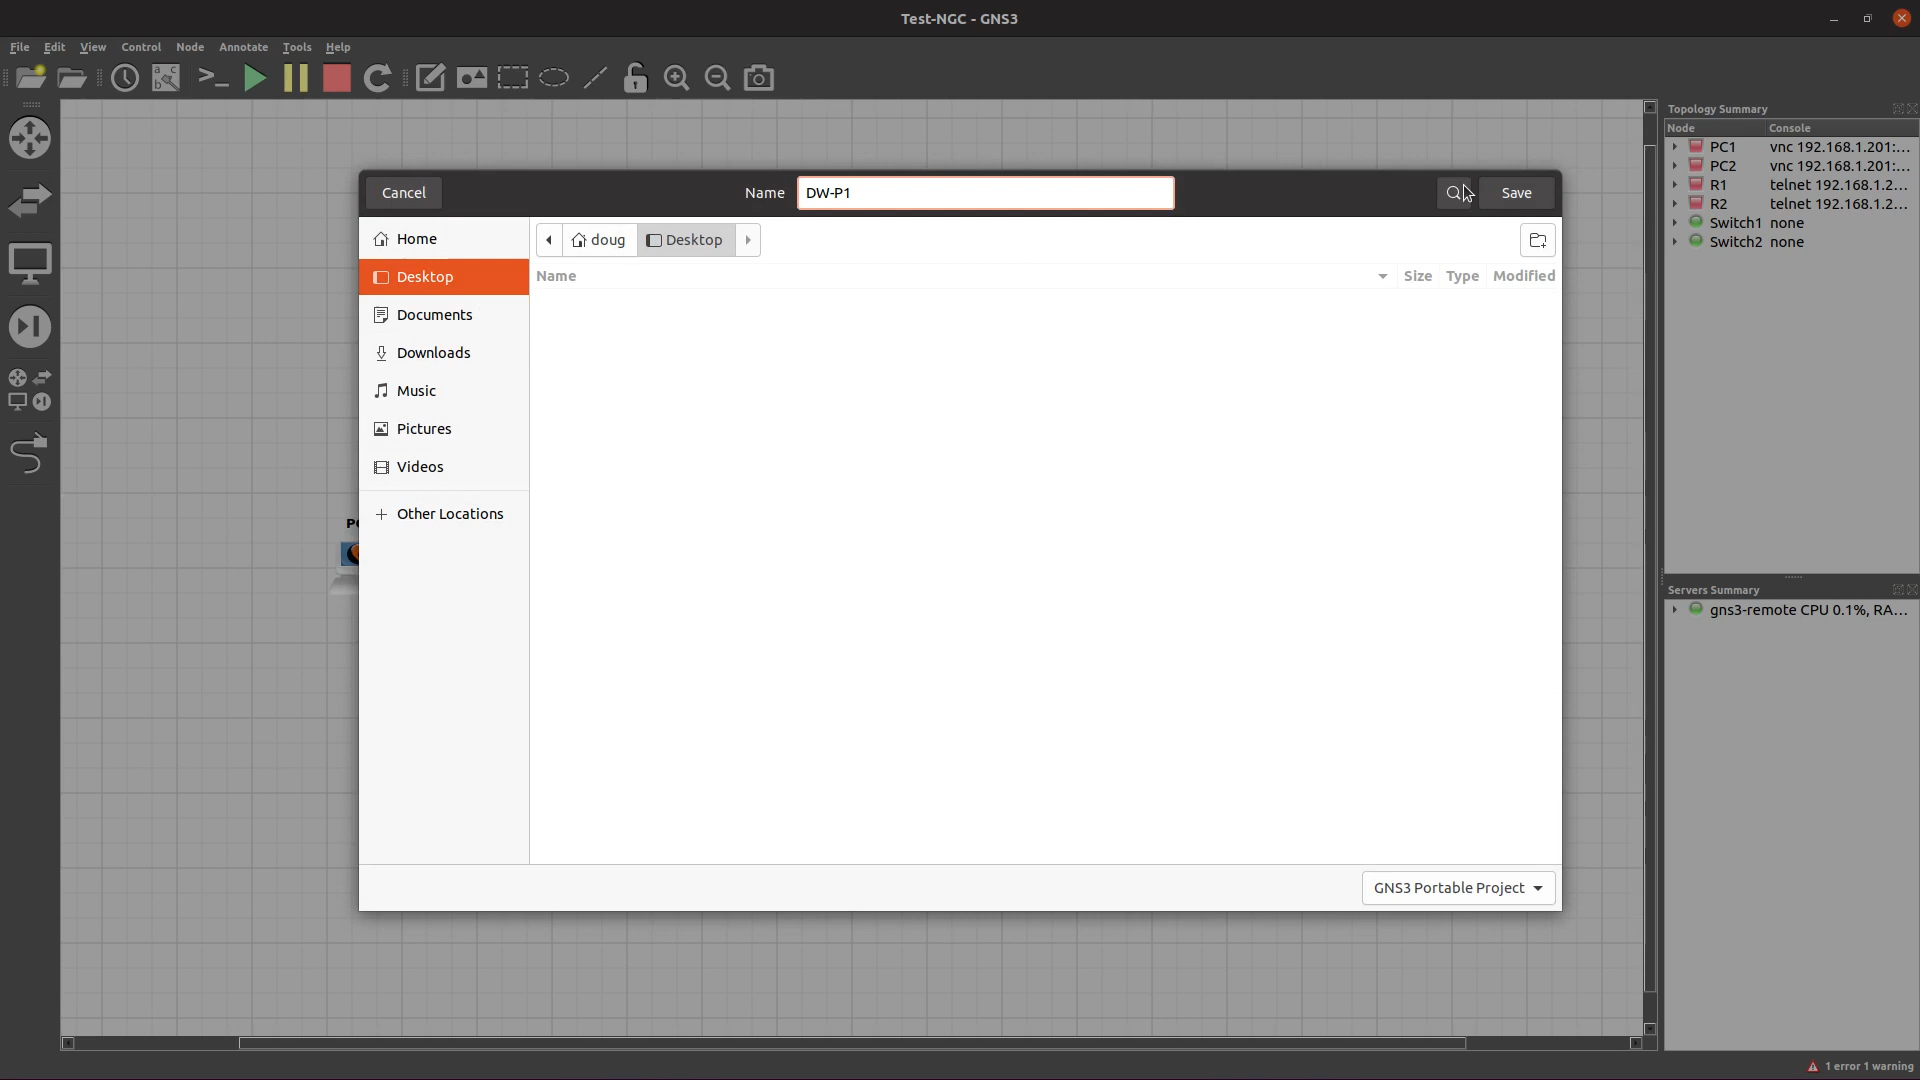 Test-NGC - GNS3
File Edit View Control Node Annotate Tools Help
Topology Summary
Node Console
PC1 vnc 192.168.1.201:...
PC2 vnc 192.168.1.201:...
R1 telnet 192.168.1.2...
R2 telnet 192.168.1.2...
Switch1 none
Switch2 none
Cancel Name DW-P1 Save
Home
Desktop
Documents
Downloads
Music
Pictures
Videos
Other Locations
doug Desktop
Name Size Type Modified
GNS3 Portable Project
Servers Summary
gns3-remote CPU 0.1%, RA...
1 error 1 warning